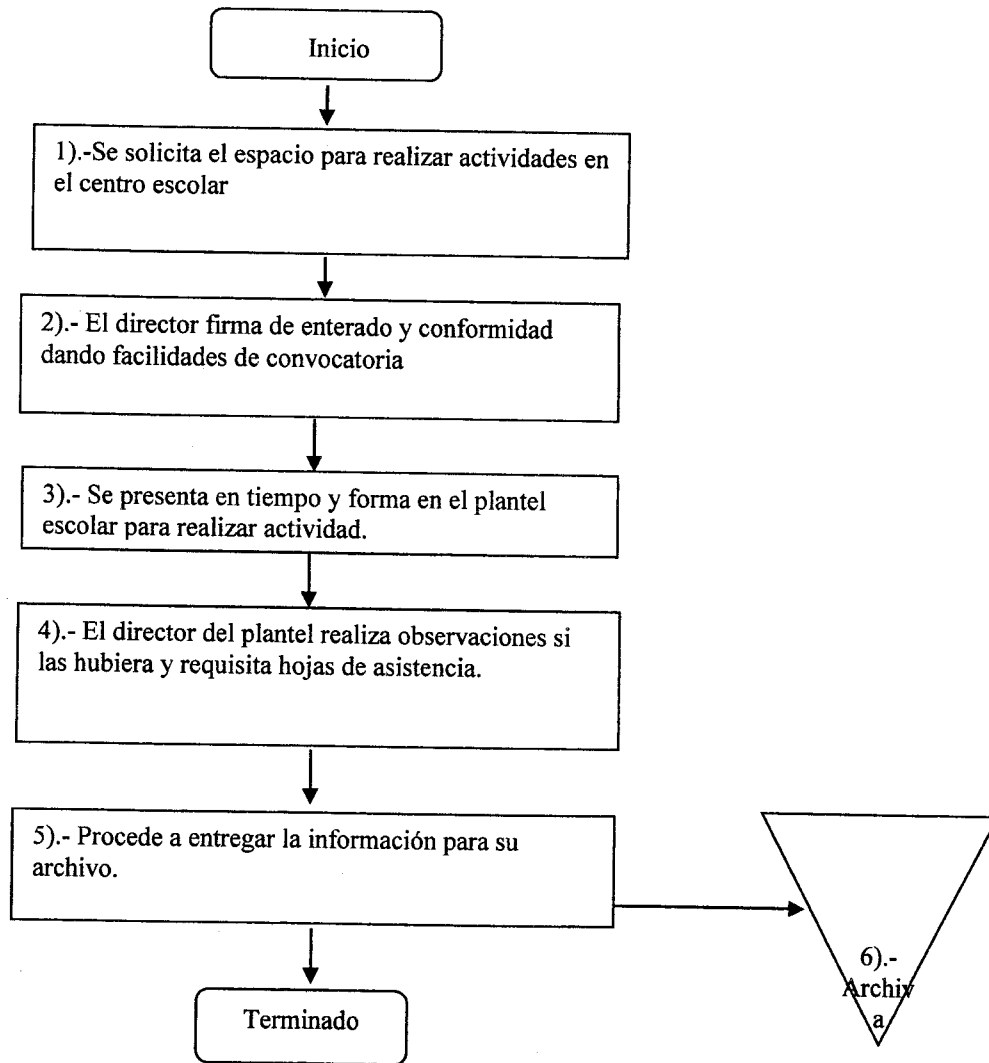 Inicio
1).-Se solicita el espacio para realizar actividades en
el centro escolar
2).- El director firma de enterado y conformidad
dando facilidades de convocatoria
3).- Se presenta en tiempo y forma en el plantel
escolar para realizar actividad.
4).- El director del plantel realiza observaciones si
las hubiera y requisita hojas de asistencia.
5).- Procede a entregar la información para su
archivo.
6).-
Archiv
a
Terminado